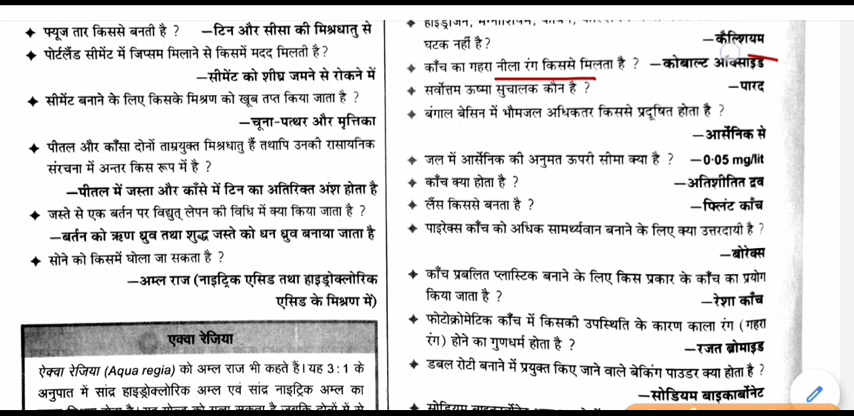 फ्यूज तार किससे बनती है ? —टिन और सीसा की मिश्रधातु से
पोर्टलैंड सीमेंट में जिप्सम मिलाने से किसमें मदद मिलती है?
—सीमेंट को शीघ्र जमने से रोकने में
सीमेंट बनाने के लिए किसके मिश्रण को खूब तप्त किया जाता है ?
—चूना-पत्थर और मृत्तिका
पीतल और काँसा दोनों ताम्रयुक्त मिश्रधातु हैं तथापि उनकी रासायनिक
संरचना में अन्तर किस रूप में है ?
—पीतल में जस्ता और काँसे में टिन का अतिरिक्त अंश होता है
जस्ते से एक बर्तन पर विद्युत् लेपन की विधि में क्या किया जाता है ?
—बर्तन को ऋण ध्रुव तथा शुद्ध जस्ते को धन ध्रुव बनाया जाता है
सोने को किसमें घोला जा सकता है ?
—अम्ल राज (नाइट्रिक एसिड तथा हाइड्रोक्लोरिक
एसिड के मिश्रण में)
एक्वा रेजिया
ऐक्वा रेजिया (Aqua regia) को अम्ल राज भी कहते हैं। यह 3 : 1 के
अनुपात में सांद्र हाइड्रोक्लोरिक अम्ल एवं सांद्र नाइट्रिक अम्ल का
घटक नहीं है? —कैल्शियम
काँच का गहरा नीला रंग किससे मिलता है ? —कोबाल्ट ऑक्साइड
सर्वोत्तम ऊष्मा सुचालक कौन है ? —पारद
बंगाल बेसिन में भौमजल अधिकतर किससे प्रदूषित होता है ?
—आर्सेनिक से
जल में आर्सेनिक की अनुमत ऊपरी सीमा क्या है ? —0·05 mg/lit
काँच क्या होता है ? —अतिशीतित द्रव
लैंस किससे बनता है ? —फ्लिंट काँच
पाइरेक्स काँच को अधिक सामर्थ्यवान बनाने के लिए क्या उत्तरदायी है ?
—बोरेक्स
काँच प्रबलित प्लास्टिक बनाने के लिए किस प्रकार के काँच का प्रयोग
किया जाता है ? —रेशा काँच
फोटोक्रोमेटिक काँच में किसकी उपस्थिति के कारण काला रंग (गहरा
रंग) होने का गुणधर्म होता है ? —रजत ब्रोमाइड
डबल रोटी बनाने में प्रयुक्त किए जाने वाले बेकिंग पाउडर क्या होता है ?
—सोडियम बाइकार्बोनेट